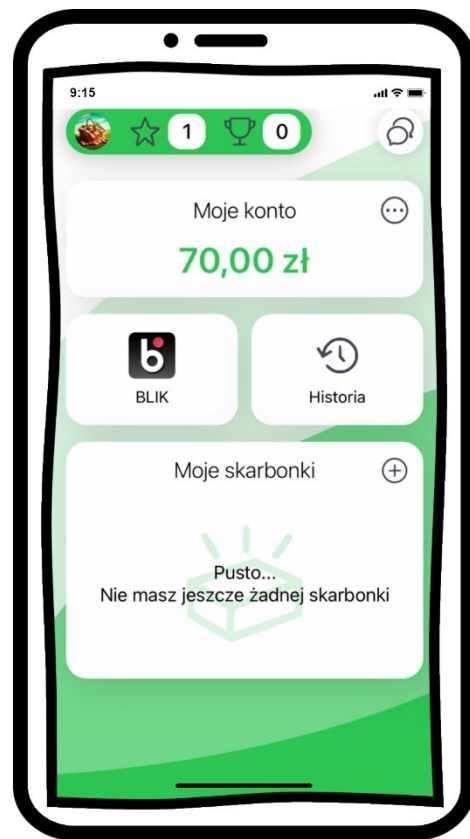 9:15
1
0
Moje konto
70,00 zł
b
BLIK
Historia
Moje skarbonki
Pusto...
Nie masz jeszcze żadnej skarbonki